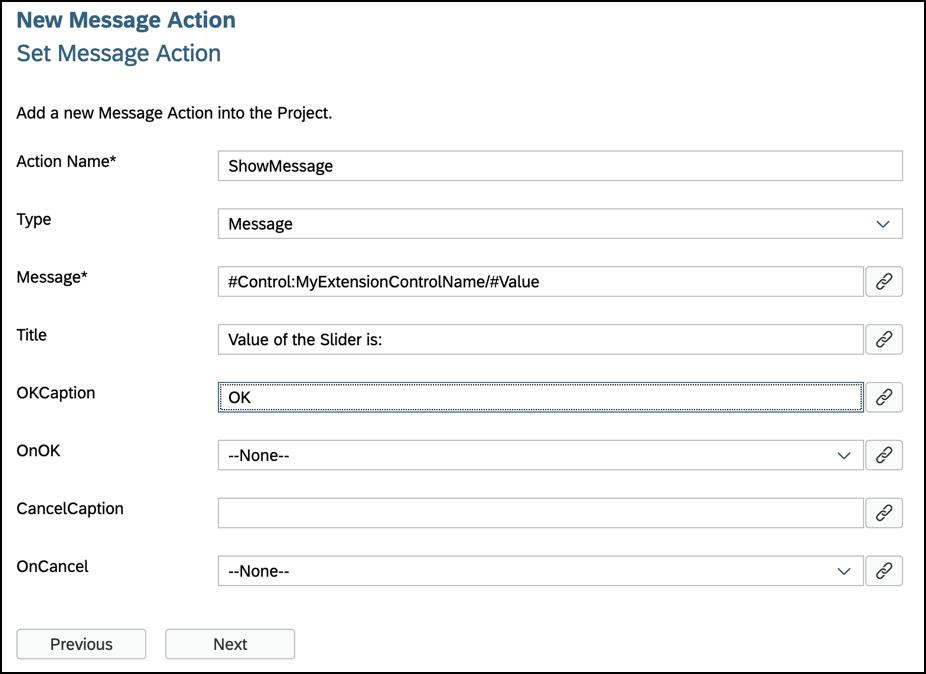 New Message Action
Set Message Action
Add a new Message Action into the Project.
Action Name*
ShowMessage
Type
Message
Message*
#Control:MyExtensionControlName/#Value
Title
Value of the Slider is:
OKCaption
OK
OnOK
--None--
CancelCaption
OnCancel
--None--
Previous
Next